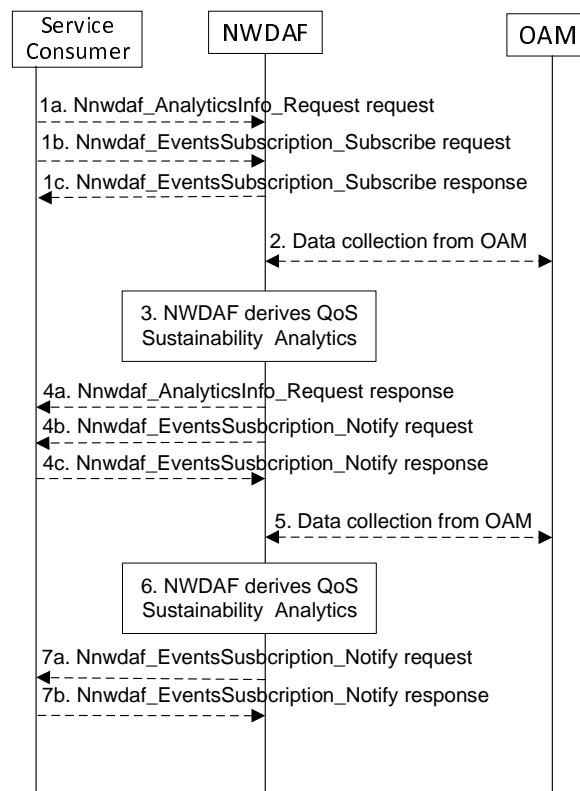 Service
Consumer
NWDAF
OAM
1a. Nnwdaf_AnalyticsInfo_Request request
1b. Nnwdaf_EventsSubscription_Subscribe request
1c. Nnwdaf_EventsSubscription_Subscribe response
2. Data collection from OAM
3. NWDAF derives QoS
Sustainability Analytics
4a. Nnwdaf_AnalyticsInfo_Request response
4b. Nnwdaf_EventsSusbcription_Notify request
4c. Nnwdaf_EventsSusbcription_Notify response
5. Data collection from OAM
6. NWDAF derives QoS
Sustainability Analytics
7a. Nnwdaf_EventsSusbcription_Notify request
7b. Nnwdaf_EventsSusbcription_Notify response